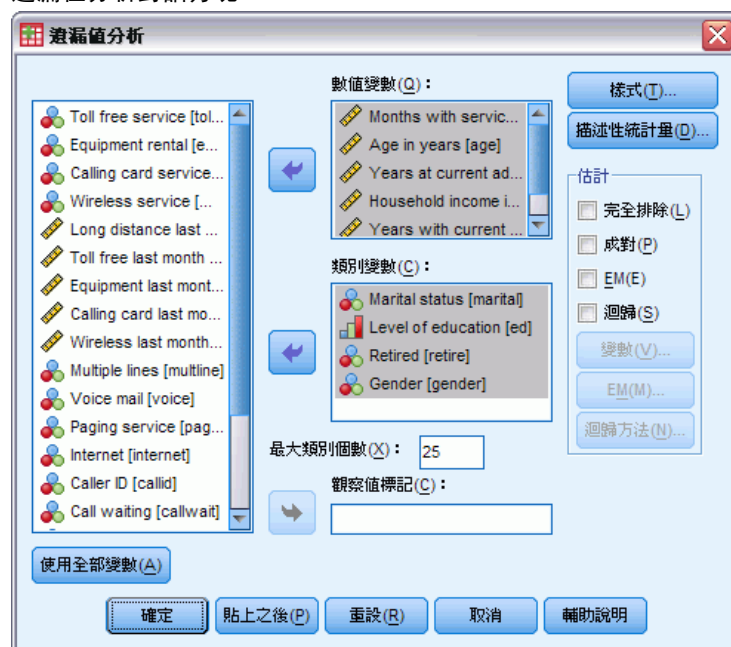 遺漏值分析
數值變數(Q)：
Toll free service [tol...
Equipment rental [e...
Calling card service...
Wireless service [...
Long distance last ...
Toll free last month ...
Equipment last mont...
Calling card last mo...
Wireless last month...
Multiple lines [multline]
Voice mail [voice]
Paging service [pag...
Internet [internet]
Caller ID [callid]
Call waiting [callwait]
Months with servic...
Age in years [age]
Years at current ad...
Household income i...
Years with current ...
類別變數(C)：
Marital status [marital]
Level of education [ed]
Retired [retire]
Gender [gender]
最大類別個數(X)： 25
觀察值標記(C)：
樣式(T)...
描述性統計量(D)...
估計
完全排除(L)
成對(P)
EM(E)
迴歸(S)
變數(V)...
EM(M)...
迴歸方法(N)...
使用全部變數(A)
確定
貼上之後(P)
重設(R)
取消
輔助說明